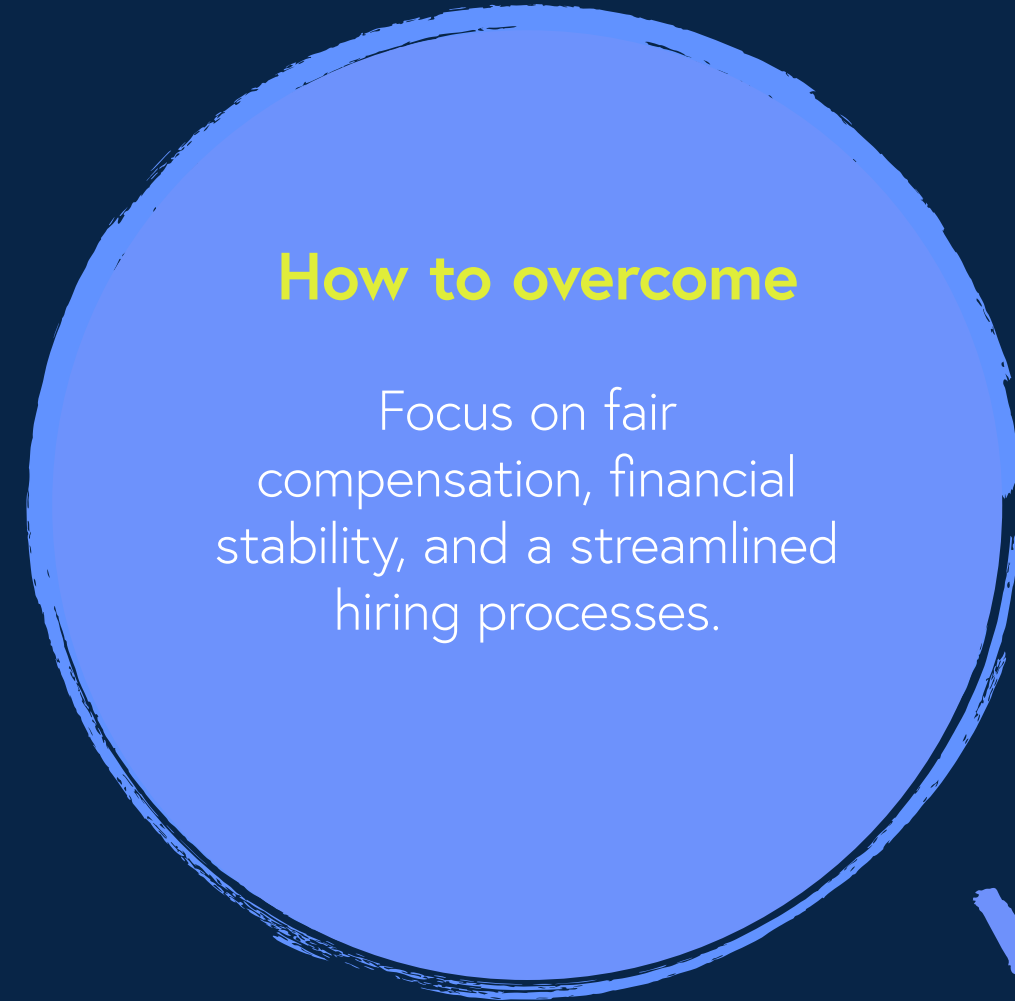 How to overcome
Focus on fair
compensation, financial
stability, and a streamlined
hiring processes.